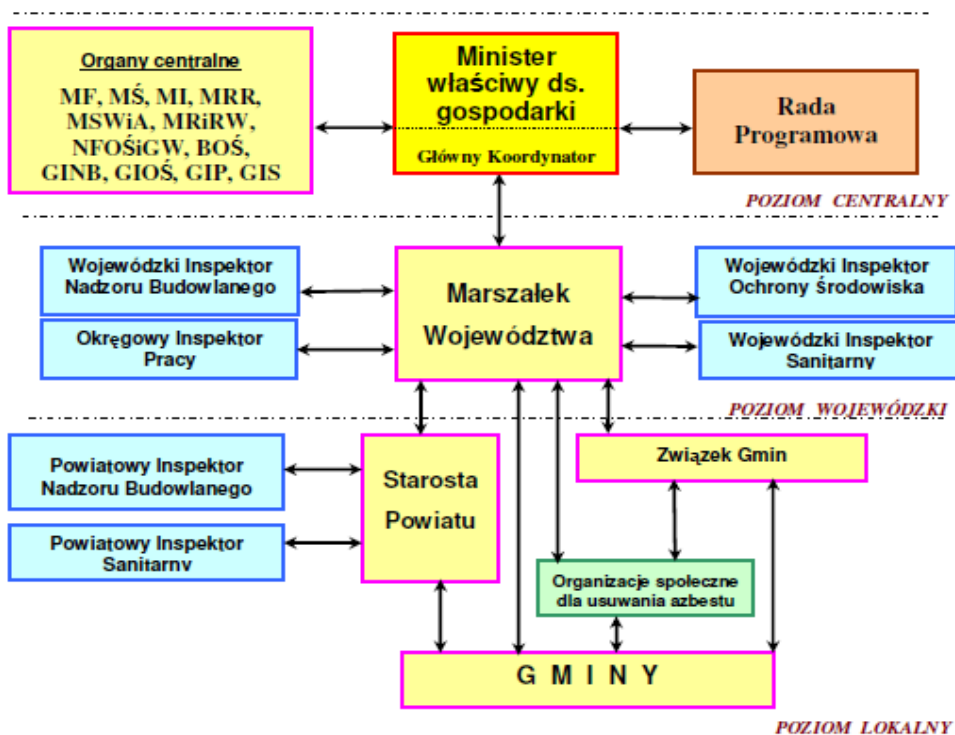 Organy centralne
MF, MŚ, MI, MRR,
MSWiA, MRiRW,
NFOŚiGW, BOŚ,
GINB, GIOŚ, GIP, GIS
Minister
właściwy ds.
gospodarki
Główny Koordynator
Rada
Programowa
POZIOM CENTRALNY
Wojewódzki Inspektor
Nadzoru Budowlanego
Okręgowy Inspektor
Pracy
Marszałek
Województwa
Wojewódzki Inspektor
Ochrony Środowiska
Wojewódzki Inspektor
Sanitarny
POZIOM WOJEWÓDZKI
Powiatowy Inspektor
Nadzoru Budowlanego
Powiatowy Inspektor
Sanitarny
Starosta
Powiatu
Związek Gmin
Organizacje społeczne
dla usuwania azbestu
G M I N Y
POZIOM LOKALNY